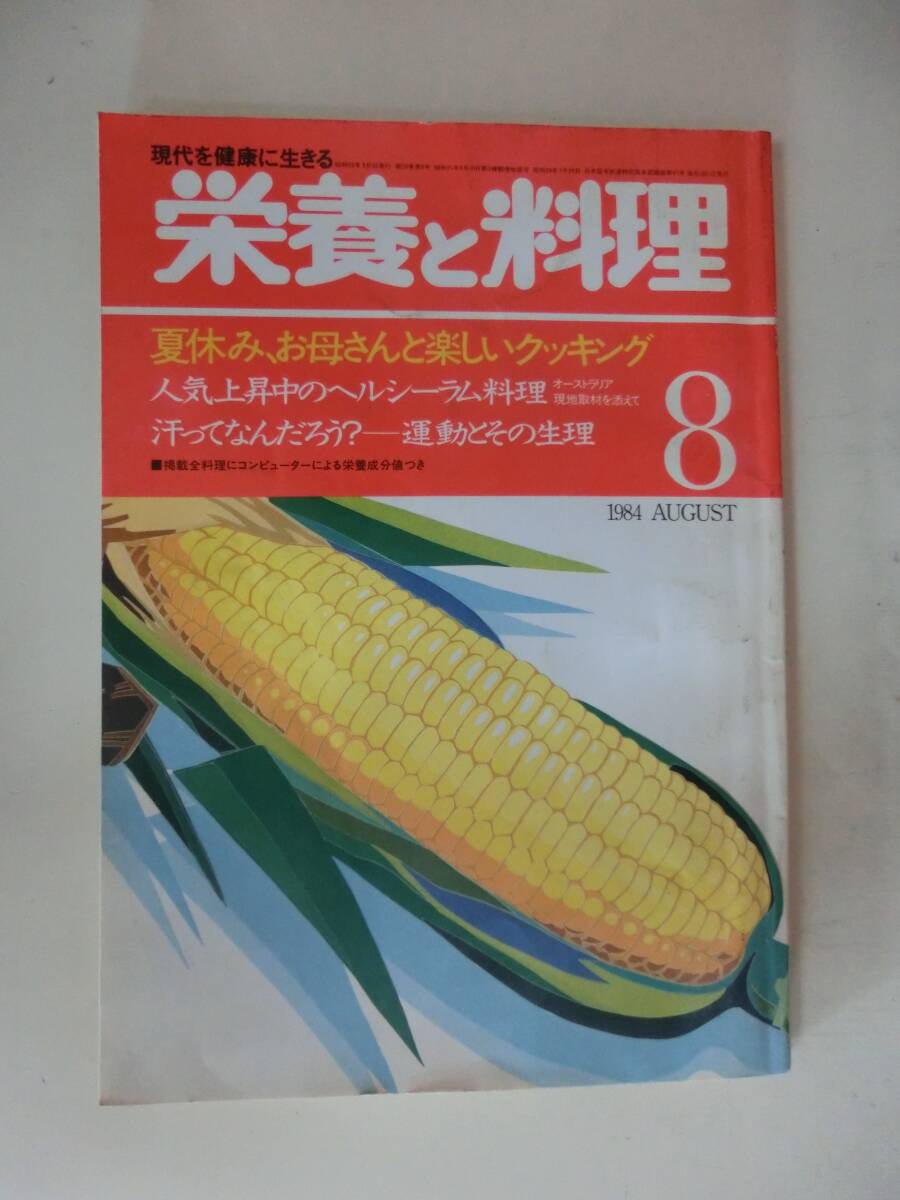 現代を健康に生きる
栄養と料理
夏休み、お母さんと楽しいクッキング
人気上昇中のヘルシーラム料理 オーストラリア
現地取材を添えて
汗ってなんだろう?―運動とその生理
■掲載全料理にコンピューターによる栄養成分値つき
8
1984 AUGUST